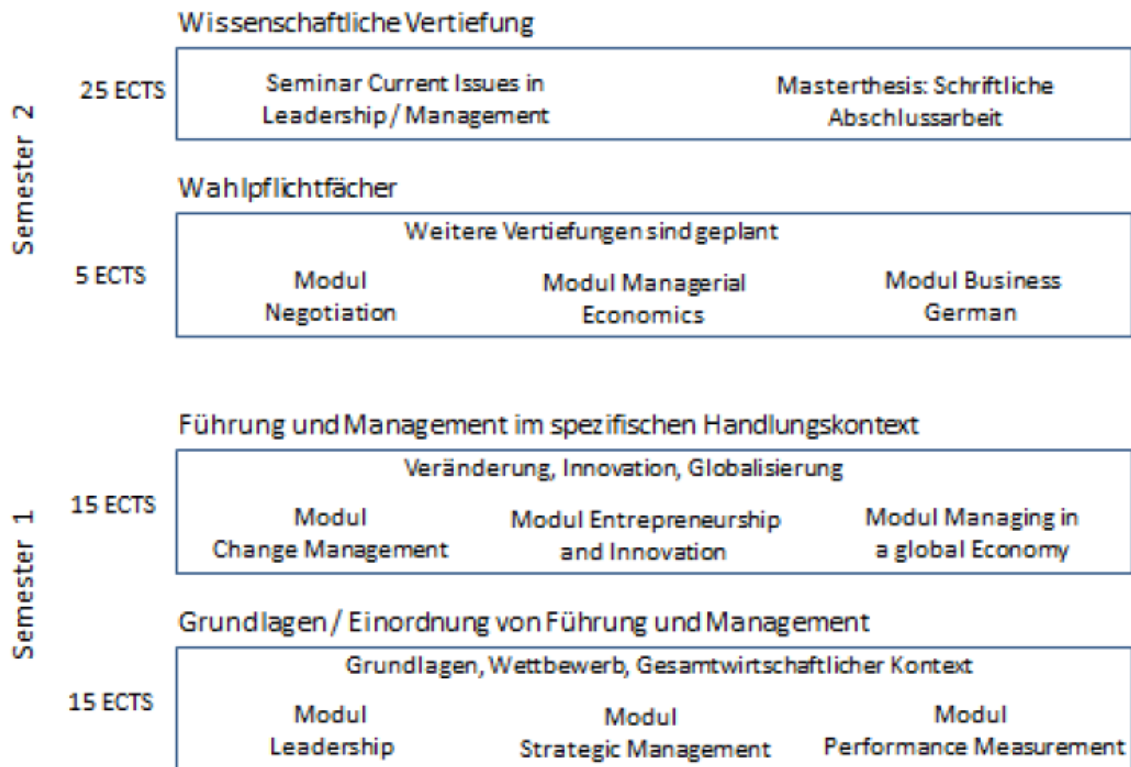 Wissenschaftliche Vertiefung
Semester 2
25 ECTS
Seminar Current Issues in
Leadership / Management
Masterthesis: Schriftliche
Abschlussarbeit
Wahlpflichtfächer
5 ECTS
Weitere Vertiefungen sind geplant
Modul
Negotiation
Modul Managerial
Economics
Modul Business
German
Führung und Management im spezifischen Handlungskontext
Semester 1
15 ECTS
Veränderung, Innovation, Globalisierung
Modul
Change Management
Modul Entrepreneurship
and Innovation
Modul Managing in
a global Economy
Grundlagen / Einordnung von Führung und Management
15 ECTS
Grundlagen, Wettbewerb, Gesamtwirtschaftlicher Kontext
Modul
Leadership
Modul
Strategic Management
Modul
Performance Measurement